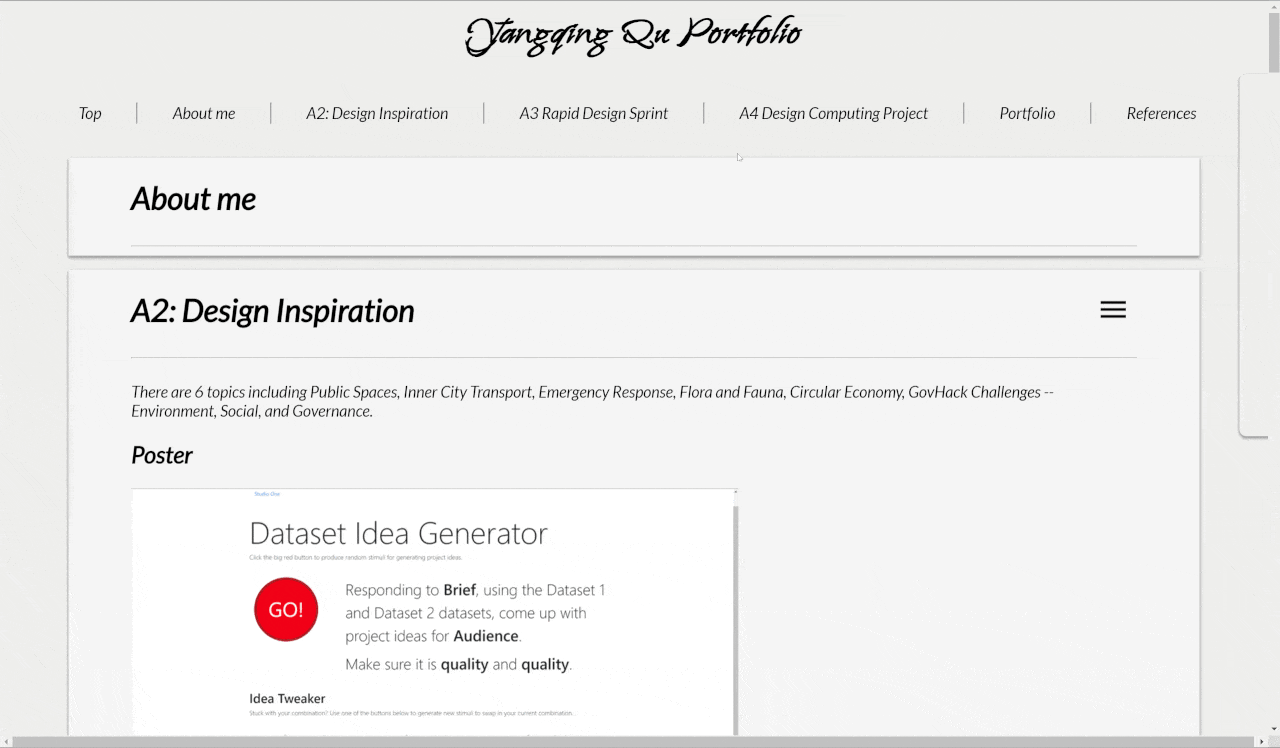 Yangqing Qu Portfolio
Top
About me
A2: Design Inspiration
A3 Rapid Design Sprint
A4 Design Computing Project
Portfolio
References
About me
A2: Design Inspiration
There are 6 topics including Public Spaces, Inner City Transport, Emergency Response, Flora and Fauna, Circular Economy, GovHack Challenges --
Environment, Social, and Governance.
Poster
Studio One
Dataset Idea Generator
Click the big red button to produce random stimuli for generating project ideas.
GO!
Responding to Brief, using the Dataset 1
and Dataset 2 datasets, come up with
project ideas for Audience.
Make sure it is quality and quality.
Idea Tweaker
Stuck with your combination? Use one of the buttons below to generate new stimuli to swap in your current combination.